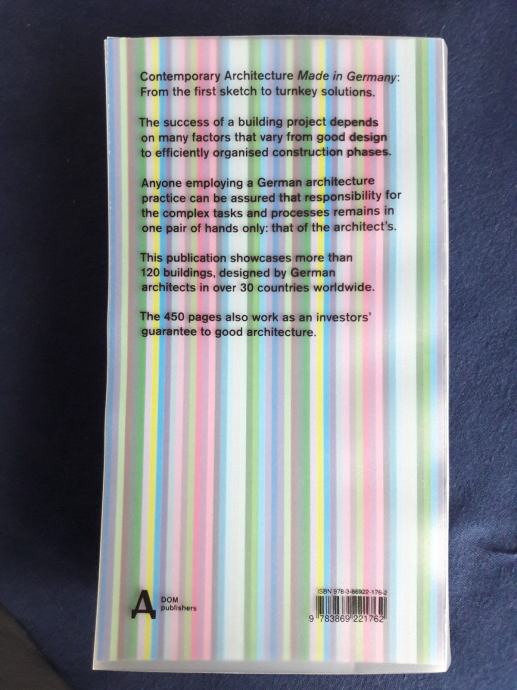 Contemporary Architecture Made in Germany:
From the first sketch to turnkey solutions.
The success of a building project depends
on many factors that vary from good design
to efficiently organised construction phases.
Anyone employing a German architecture
practice can be assured that responsibility for
the complex tasks and processes remains in
one pair of hands only: that of the architect's.
This publication showcases more than
120 buildings, designed by German
architects in over 30 countries worldwide.
The 450 pages also work as an investors'
guarantee to good architecture.
DOM
publishers
ISBN 978-3-86922-176-2
9 783869 221762